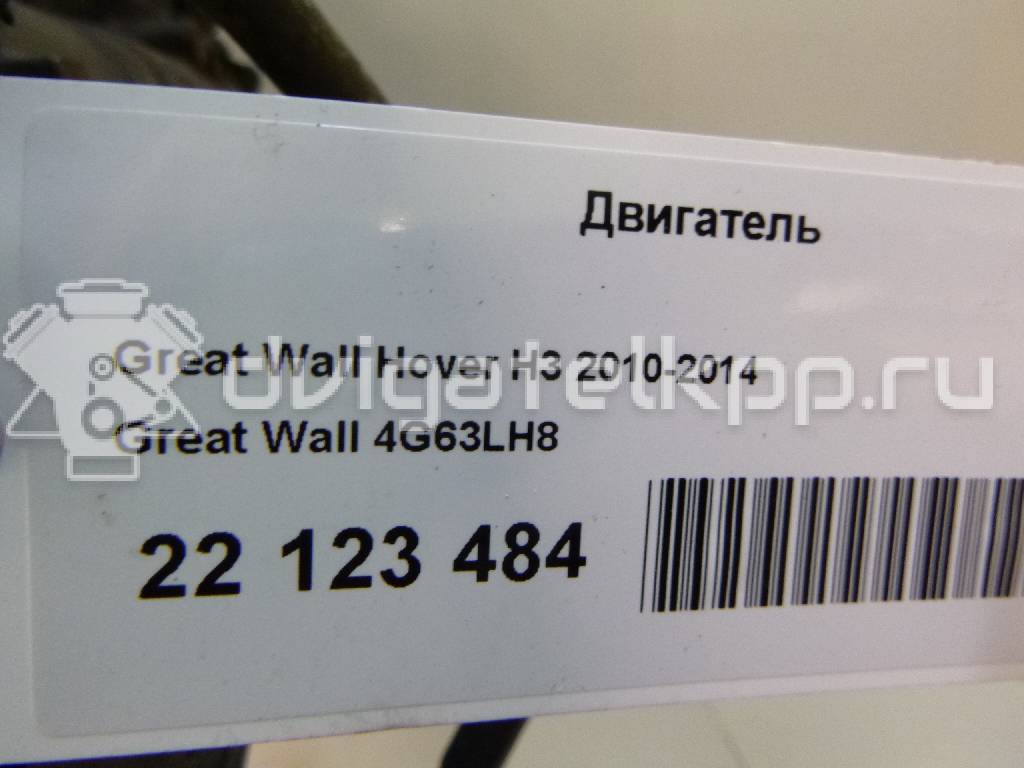 Двигатель
Great Wall Hover H3 2010-2014
dvigatelkpp.ru
Great Wall 4G63LH8
22 123 484